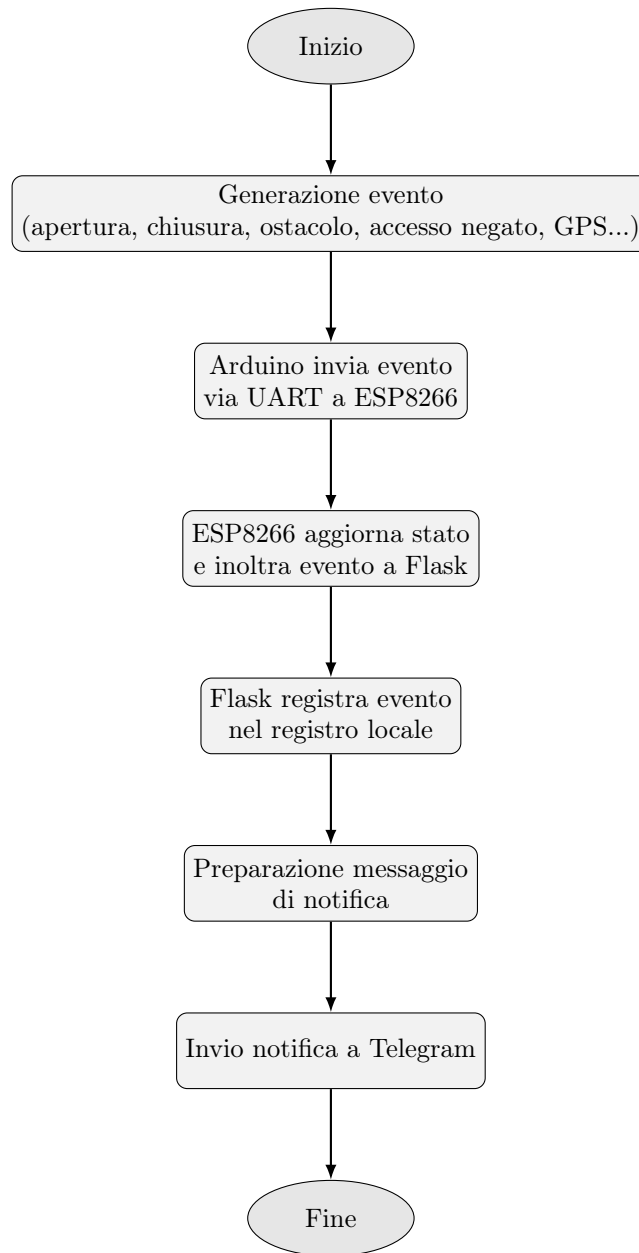 Inizio
Generazione evento
(apertura, chiusura, ostacolo, accesso negato, GPS...)
Arduino invia evento
via UART a ESP8266
ESP8266 aggiorna stato
e inoltra evento a Flask
Flask registra evento
nel registro locale
Preparazione messaggio
di notifica
Invio notifica a Telegram
Fine